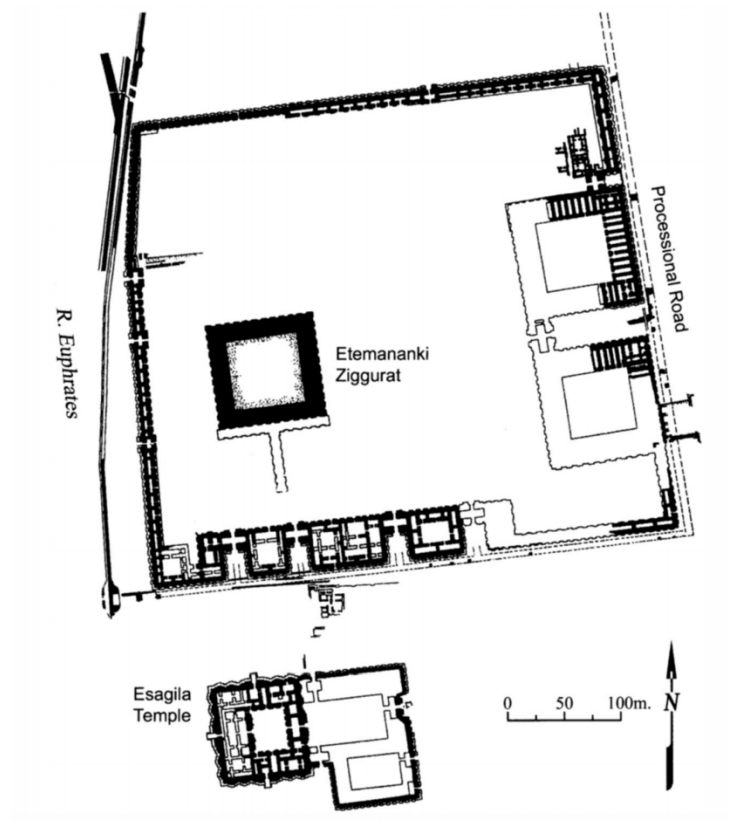 Processional Road
R. Euphrates
Etemananki
Ziggurat
Esagila
Temple
0 50 100m.
N